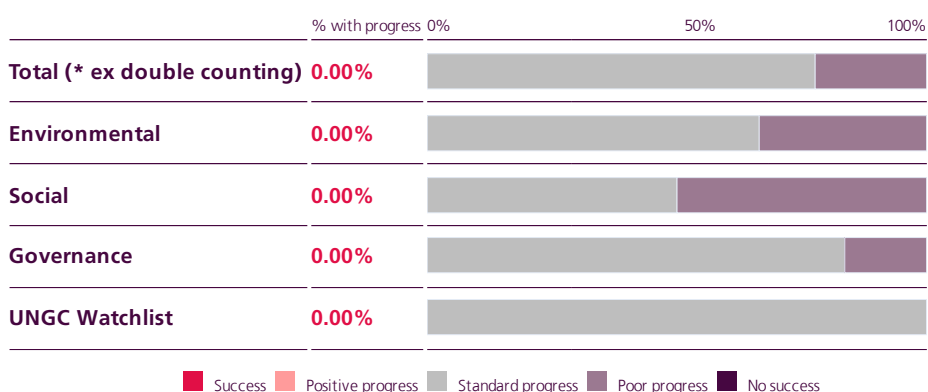 % with progress 0% 50% 100%
Total (* ex double counting) 0.00%
Environmental 0.00%
Social 0.00%
Governance 0.00%
UNGC Watchlist 0.00%
Success Positive progress Standard progress Poor progress No success